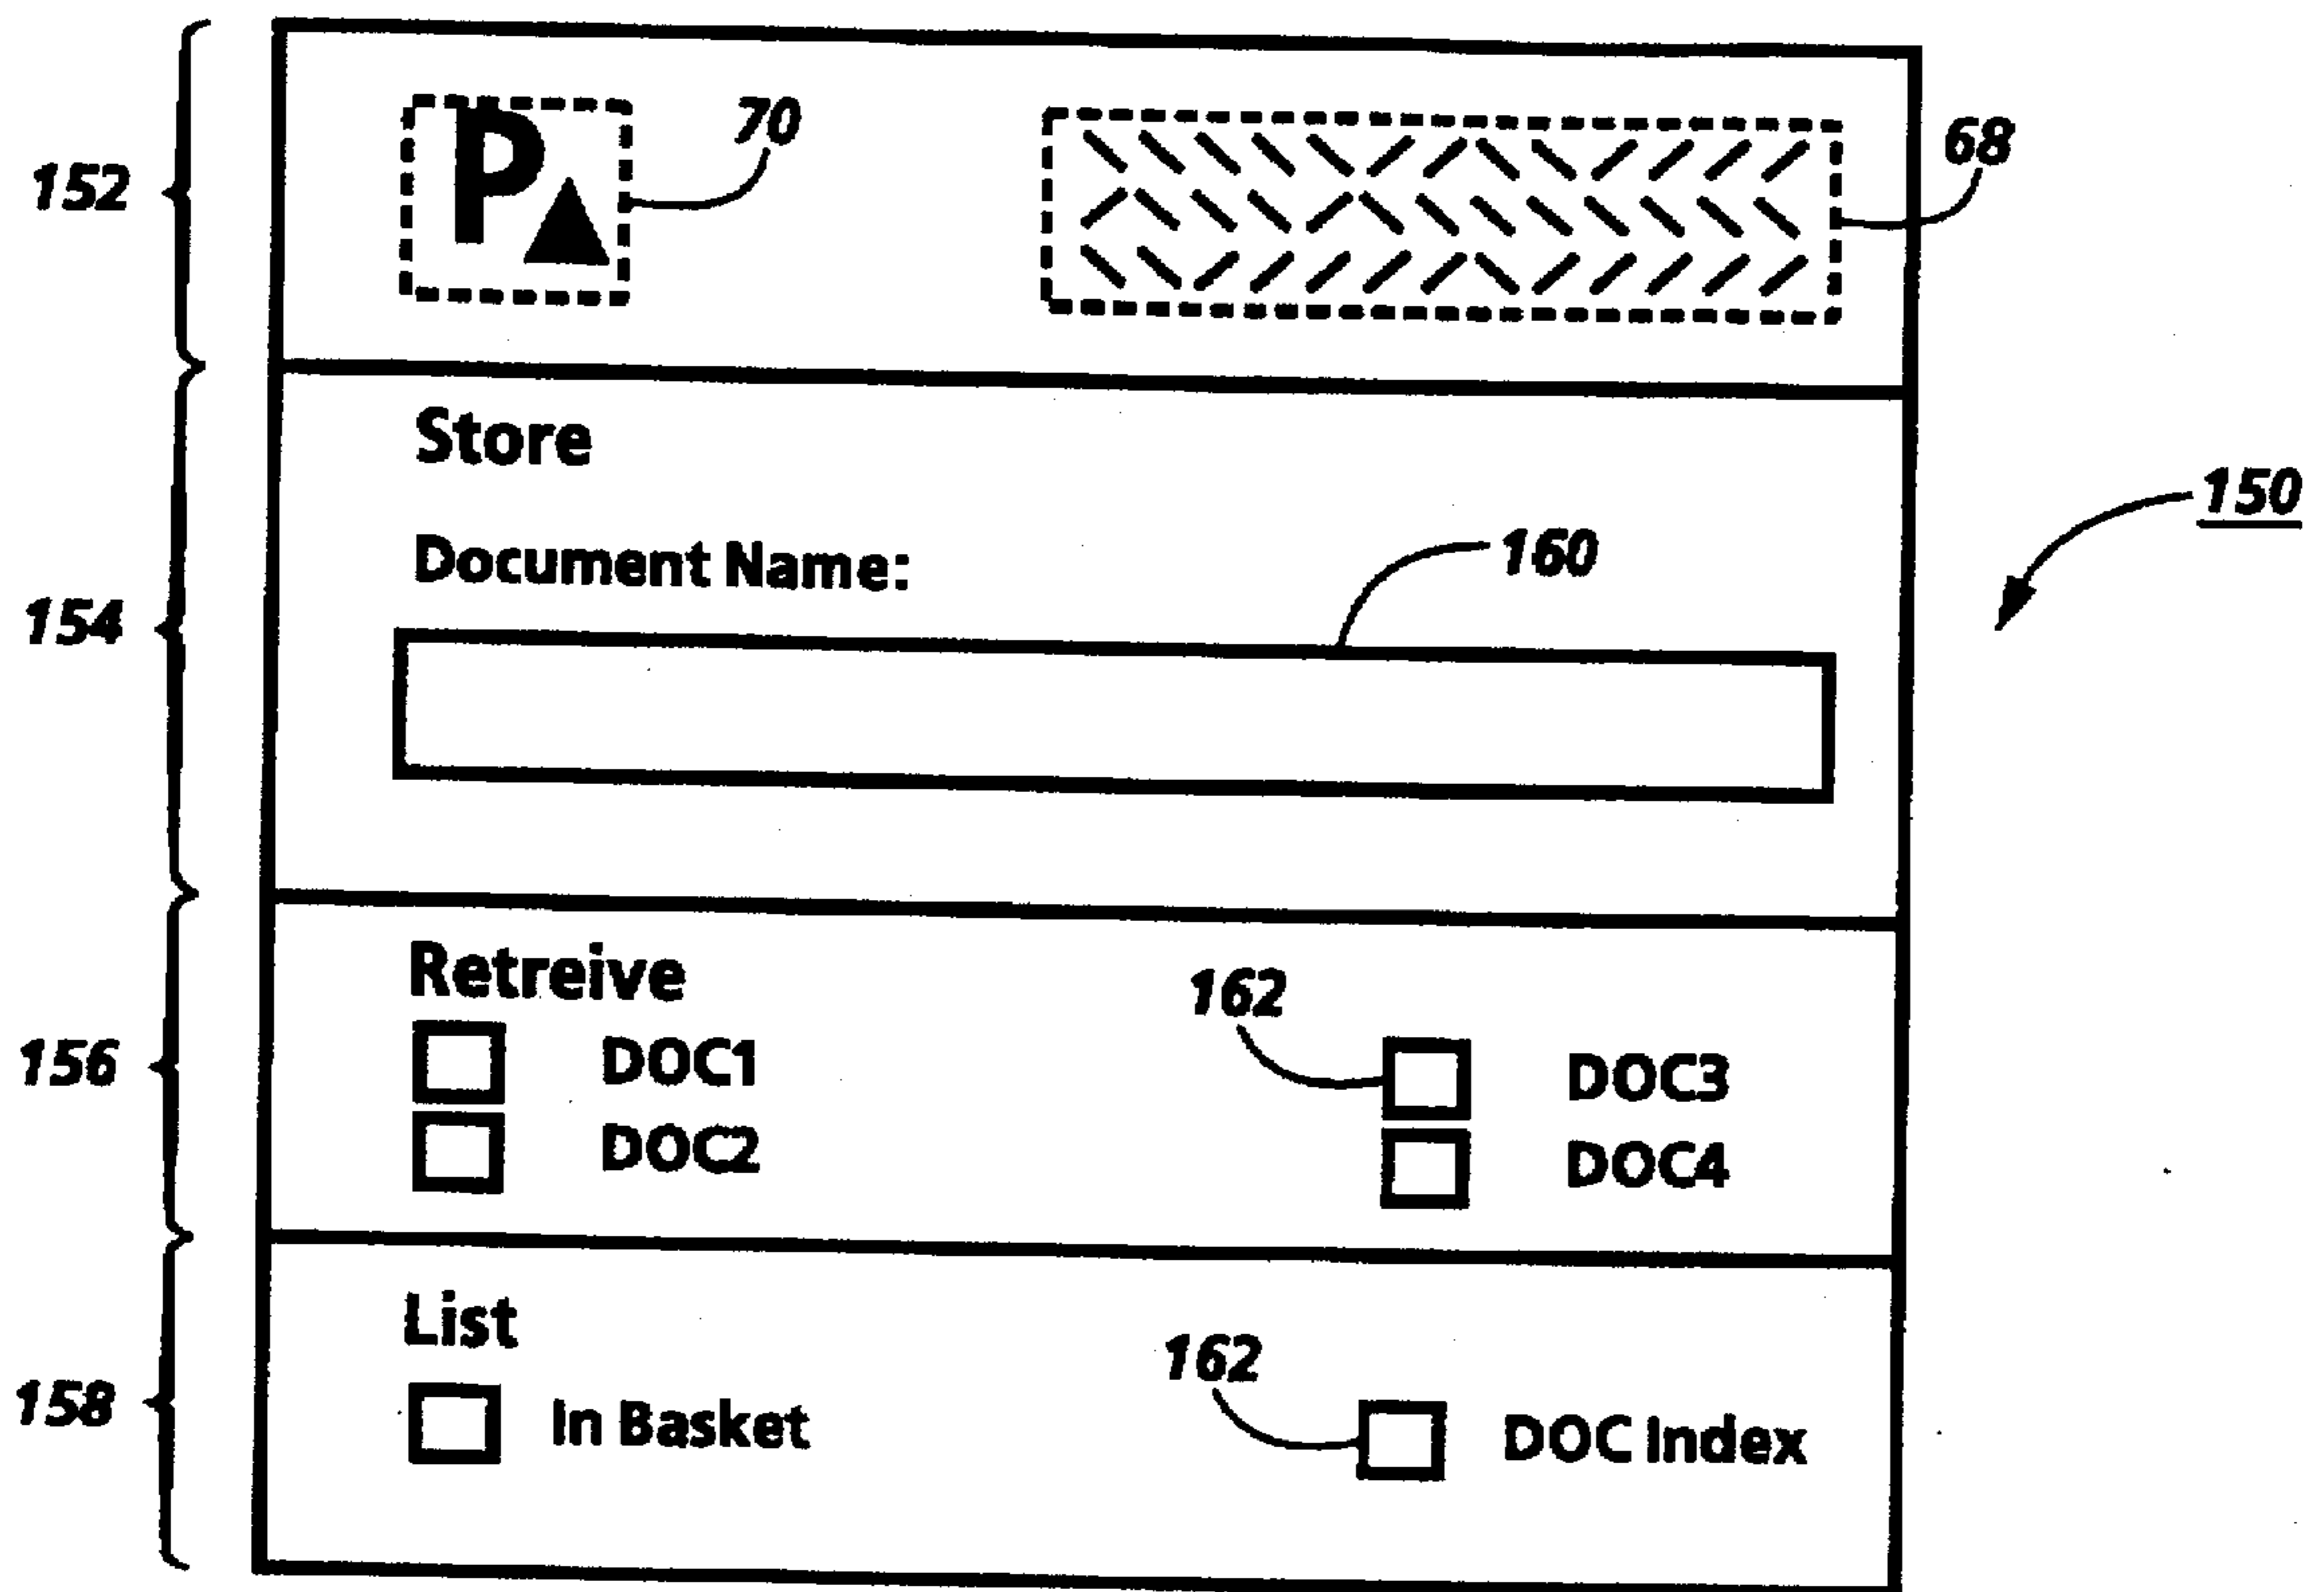 P
70
68
152
Store
150
Document Name:
160
154
Retreive
162
DOC1
DOC3
156
DOC2
DOC4
List
162
158
In Basket
DOC Index